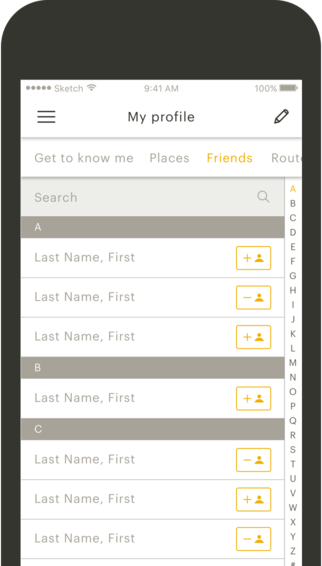 Sketch 9:41 AM 100%
My profile
Get to know me Places Friends Rout
Search
A
Last Name, First
Last Name, First
Last Name, First
B
Last Name, First
C
Last Name, First
Last Name, First
Last Name, First
A
B
C
D
E
F
G
H
I
J
K
L
M
N
O
P
Q
R
S
T
U
V
W
X
Y
Z
#